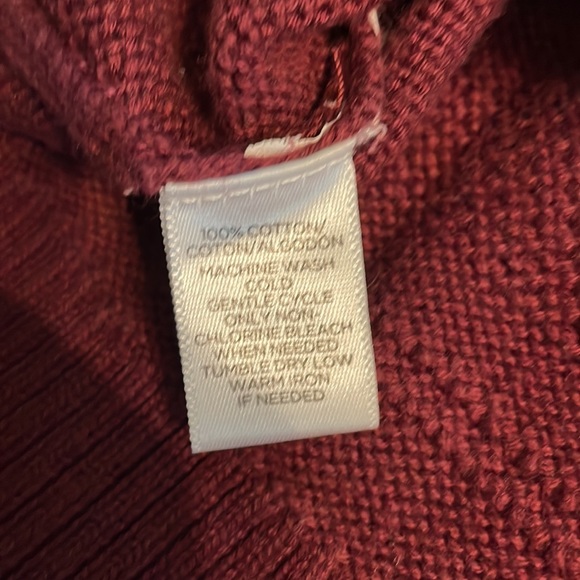 100% COTTON/
COTON/ALGODON
MACHINE WASH
COLD
GENTLE CYCLE
ONLY NON-
CHLORINE BLEACH
WHEN NEEDED
TUMBLE DRY LOW
WARM IRON
IF NEEDED